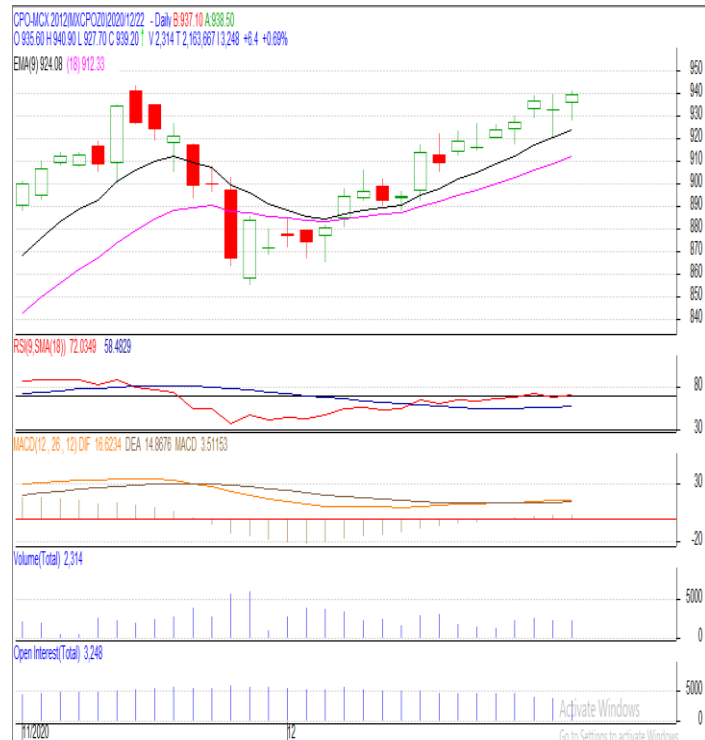 CPO-MCX 2012(MXCPOZ0)2020/12/22 - Daily B:937.10 A:938.50
O 935.60 H 940.90 L 927.70 C 939.20↑ V 2,314 T 2,163,667 I 3,248 +6.4 +0.69%
EMA(9) 924.08 (18) 912.33
950
940
930
920
910
900
890
880
870
860
850
840
RSI(9,SMA(18)) 72.0349 58.4829
80
30
MACD(12 , 26 , 12) DIF 16.6234 DEA 14.8676 MACD 3.51153
30
-20
Volume(Total) 2,314
5000
0
Open Interest(Total) 3,248
5000
0
Activate Windows
Go to Settings to activate Windows
11/2020 12